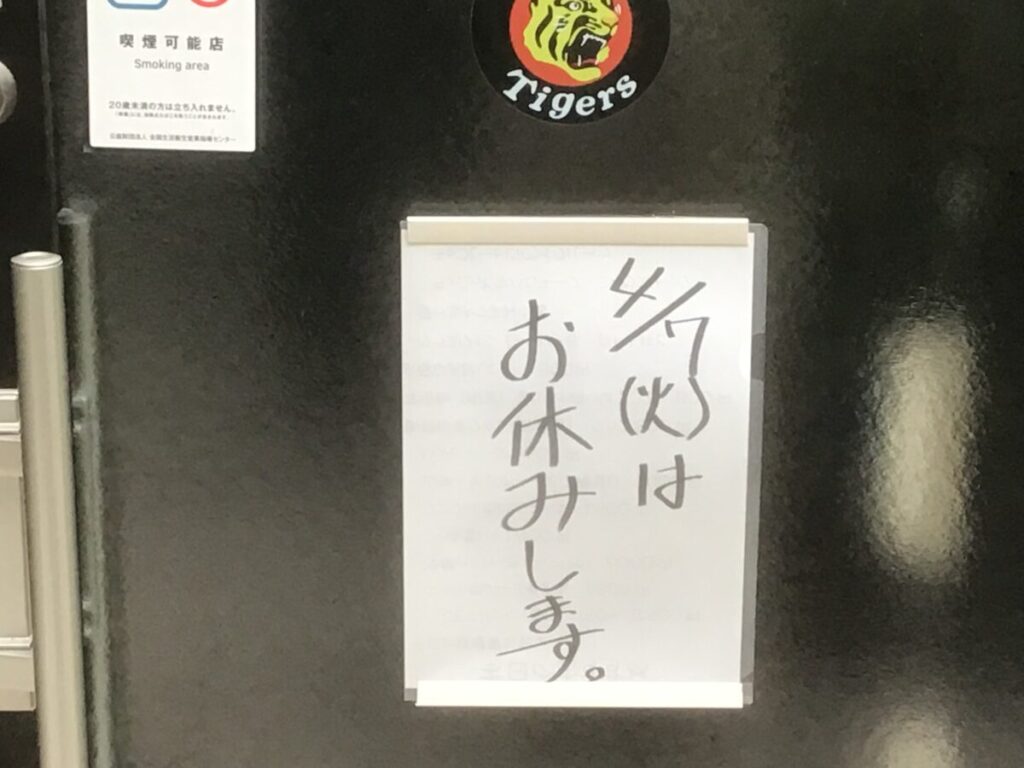 喫煙可能店
Smoking area
20歳未満の方は立ち入れません。
Tigers
4/7(火)は
お休みします。